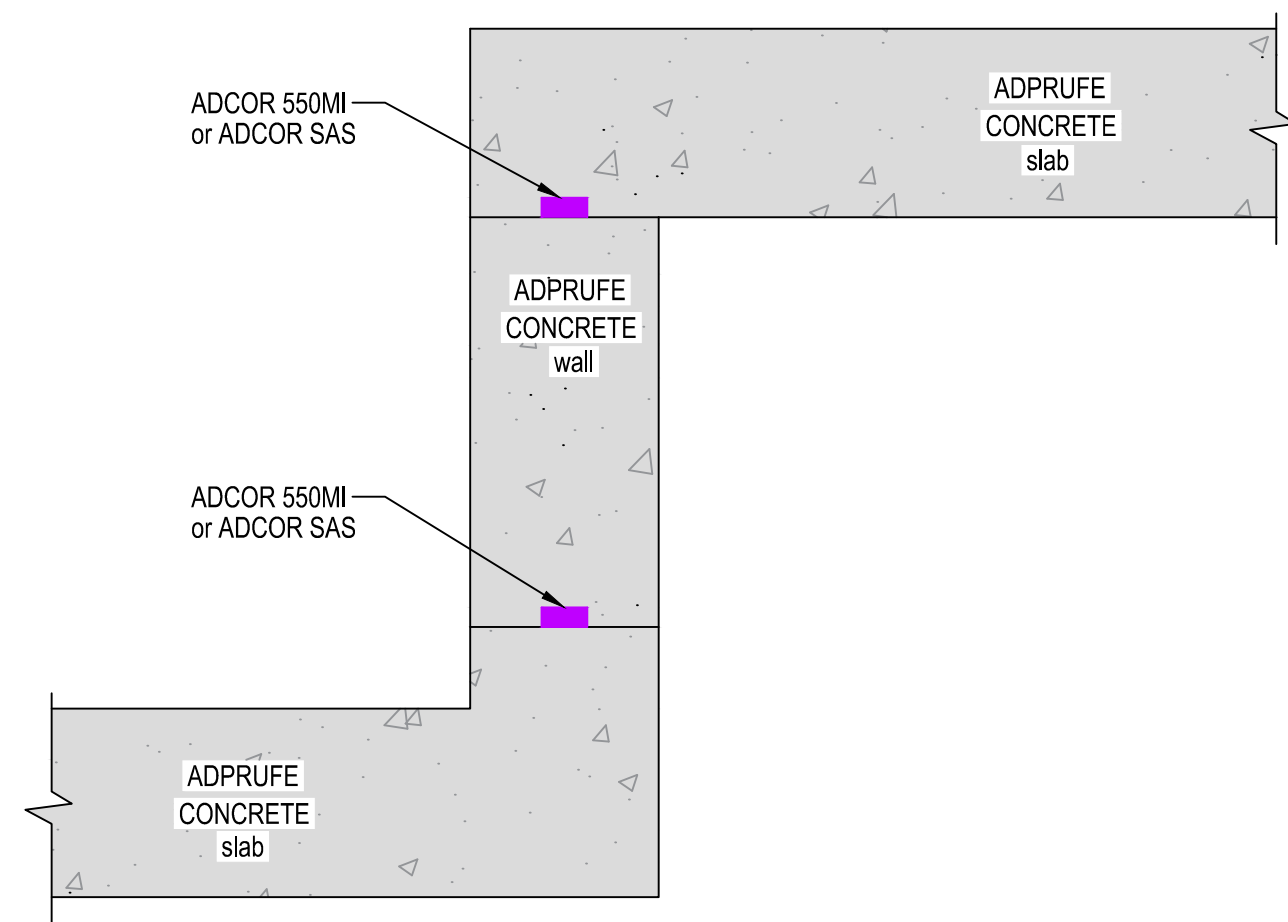 ADCOR 550MI
or ADCOR SAS
ADPRUFE
CONCRETE
slab
ADPRUFE
CONCRETE
wall
ADCOR 550MI
or ADCOR SAS
ADPRUFE
CONCRETE
slab